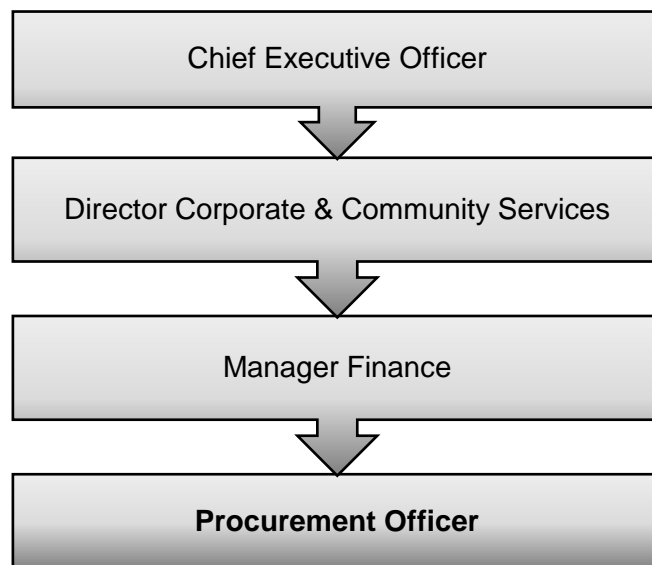 Chief Executive Officer
Director Corporate & Community Services
Manager Finance
Procurement Officer